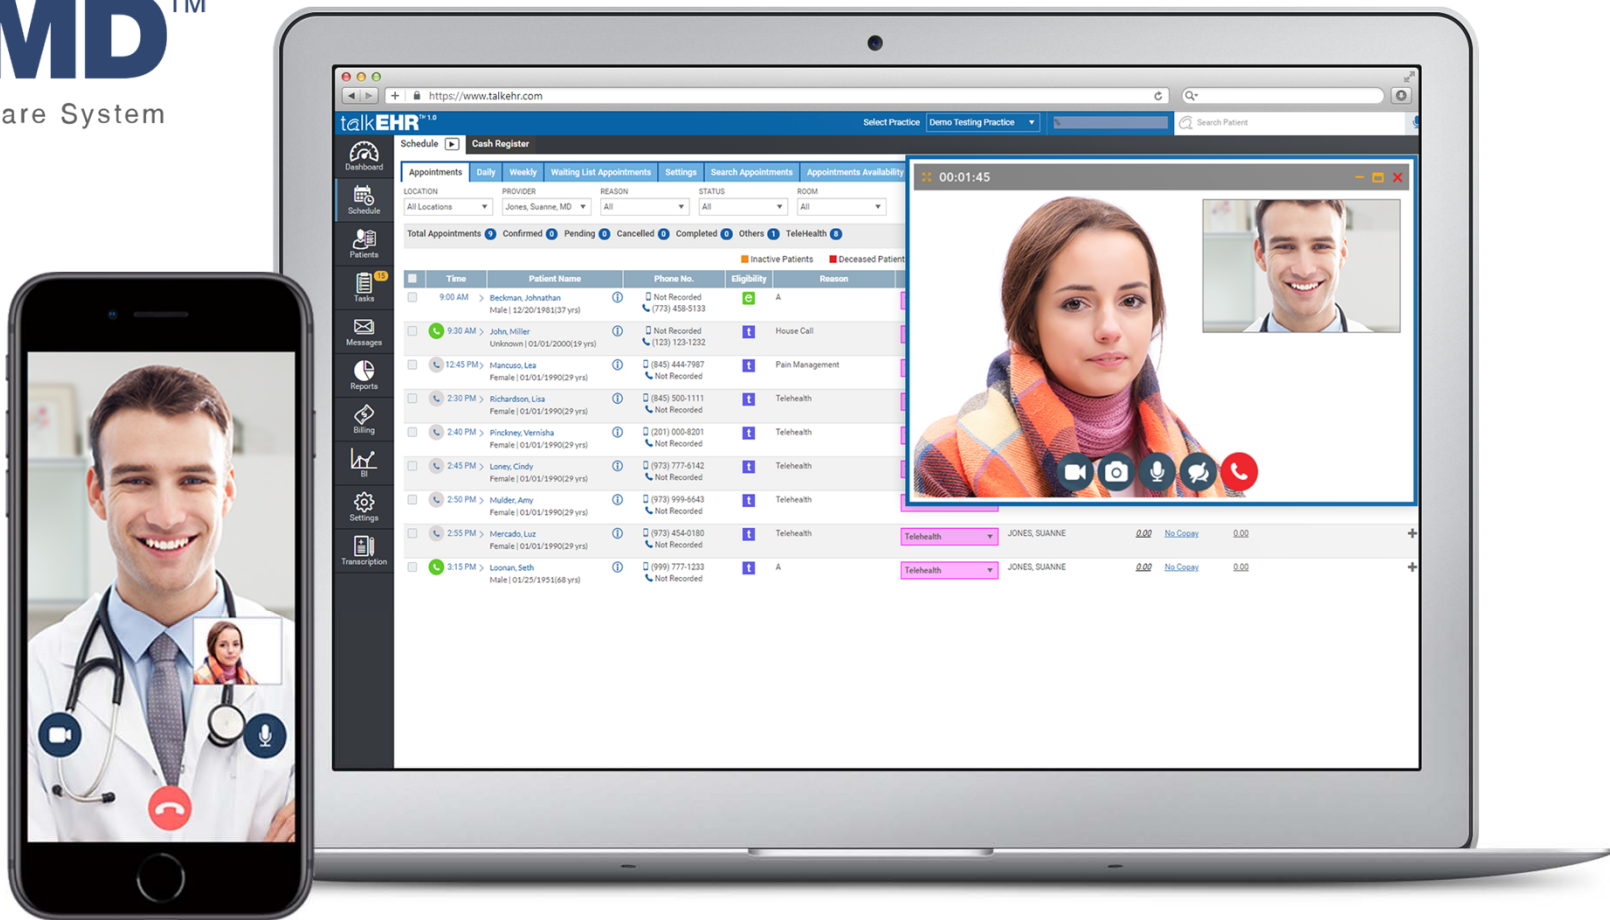 MD™
are System
https://www.talkehr.com
talkEHR™ 1.0
Select Practice Demo Testing Practice
Search Patient
Schedule Cash Register
Appointments Daily Weekly Waiting List Appointments Settings Search Appointments Appointments Availability
LOCATION PROVIDER REASON STATUS ROOM
All Locations Jones, Suanne, MD All All All
Total Appointments 9 Confirmed 0 Pending 0 Cancelled 0 Completed 0 Others 1 TeleHealth 8
Inactive Patients Deceased Patient
Time Patient Name Phone No. Eligibility Reason
9:00 AM > Beckman, Johnathan Not Recorded e A
Male | 12/20/1981(37 yrs) (773) 458-5133
9:30 AM > John, Miller Not Recorded t House Call
Unknown | 01/01/2000(19 yrs) (123) 123-1232
12:45 PM > Mancuso, Lea (845) 444-7987 t Pain Management
Female | 01/01/1990(29 yrs) Not Recorded
2:30 PM > Richardson, Lisa (845) 500-1111 t Telehealth
Female | 01/01/1990(29 yrs) Not Recorded
2:40 PM > Pinckney, Vernisha (201) 000-8201 t Telehealth
Female | 01/01/1990(29 yrs) Not Recorded
2:45 PM > Loney, Cindy (973) 777-6142 t Telehealth
Female | 01/01/1990(29 yrs) Not Recorded
2:50 PM > Mulder, Amy (973) 999-6643 t Telehealth
Female | 01/01/1990(29 yrs) Not Recorded
2:55 PM > Mercado, Luz (973) 454-0180 t Telehealth Telehealth JONES, SUANNE 0.00 No Copay 0.00
Female | 01/01/1990(29 yrs) Not Recorded
3:15 PM > Loonan, Seth (999) 777-1233 t A Telehealth JONES, SUANNE 0.00 No Copay 0.00
Male | 01/25/1951(68 yrs) Not Recorded
Dashboard
Schedule
Patients
15
Tasks
Messages
Reports
Billing
BI
Settings
Transcription
00:01:45